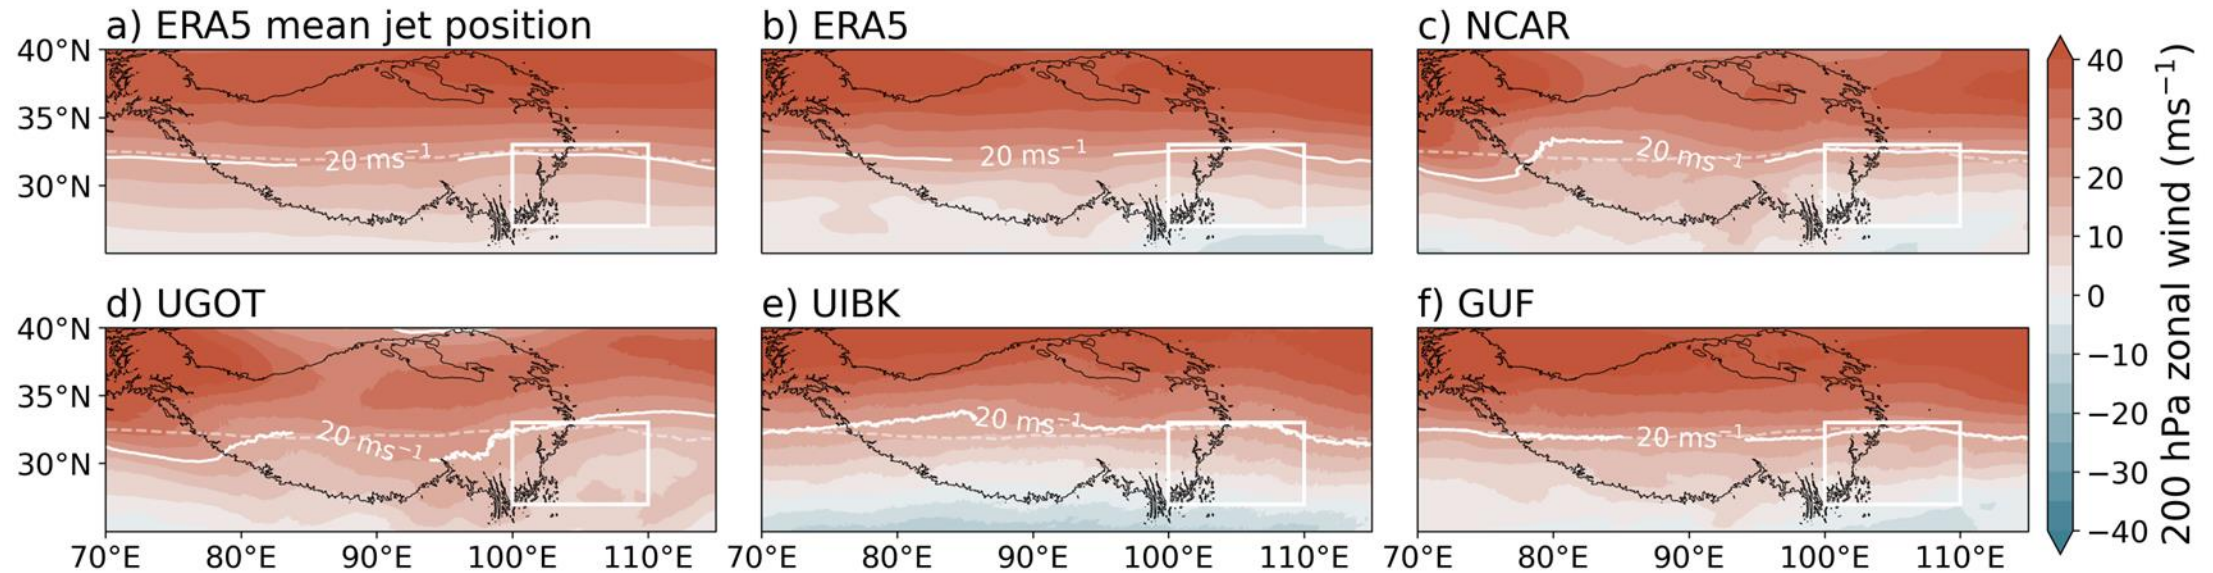 a) ERA5 mean jet position
b) ERA5
c) NCAR
40°N
35°N
30°N
20 ms⁻¹
20 ms⁻¹
20 ms⁻¹
d) UGOT
e) UIBK
f) GUF
40°N
35°N
30°N
20 ms⁻¹
20 ms⁻¹
20 ms⁻¹
70°E
80°E
90°E
100°E
110°E
70°E
80°E
90°E
100°E
110°E
70°E
80°E
90°E
100°E
110°E
40
30
20
10
0
−10
−20
−30
−40
200 hPa zonal wind (ms⁻¹)